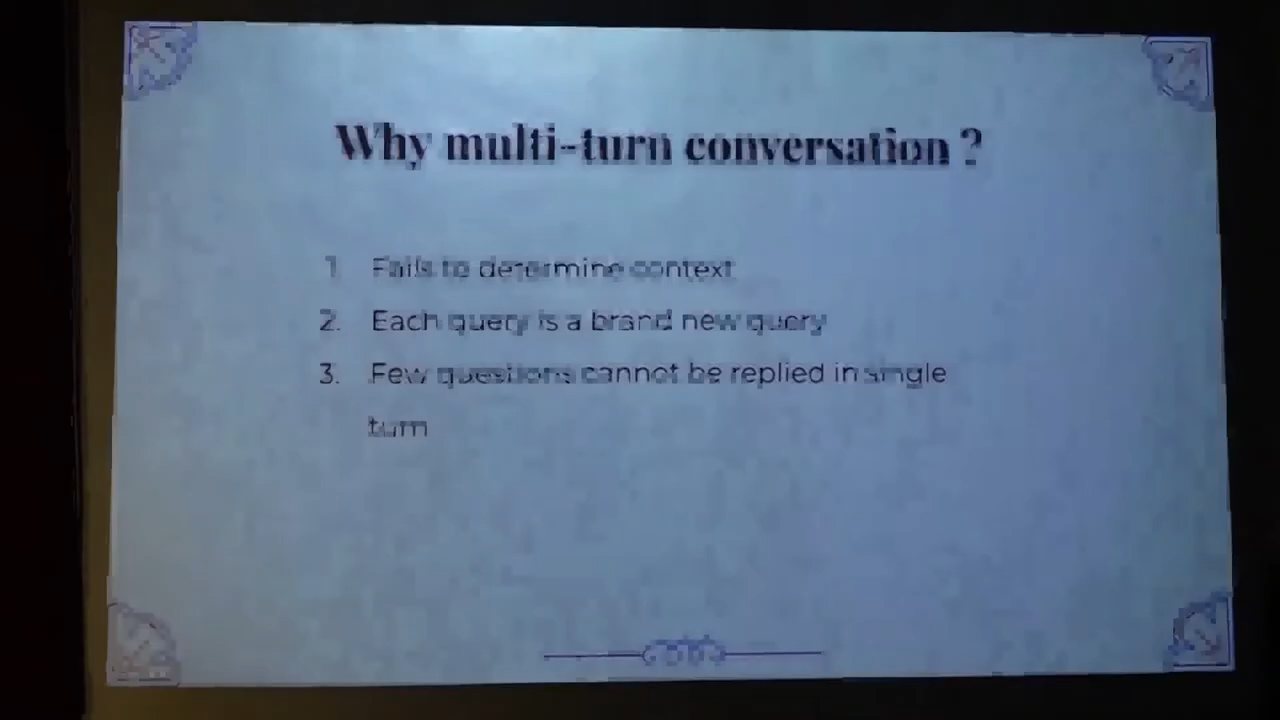 Why multi-turn conversation ?
1. Fails to determine context
2. Each query is a brand new query
3. Few questions cannot be replied in single
turn